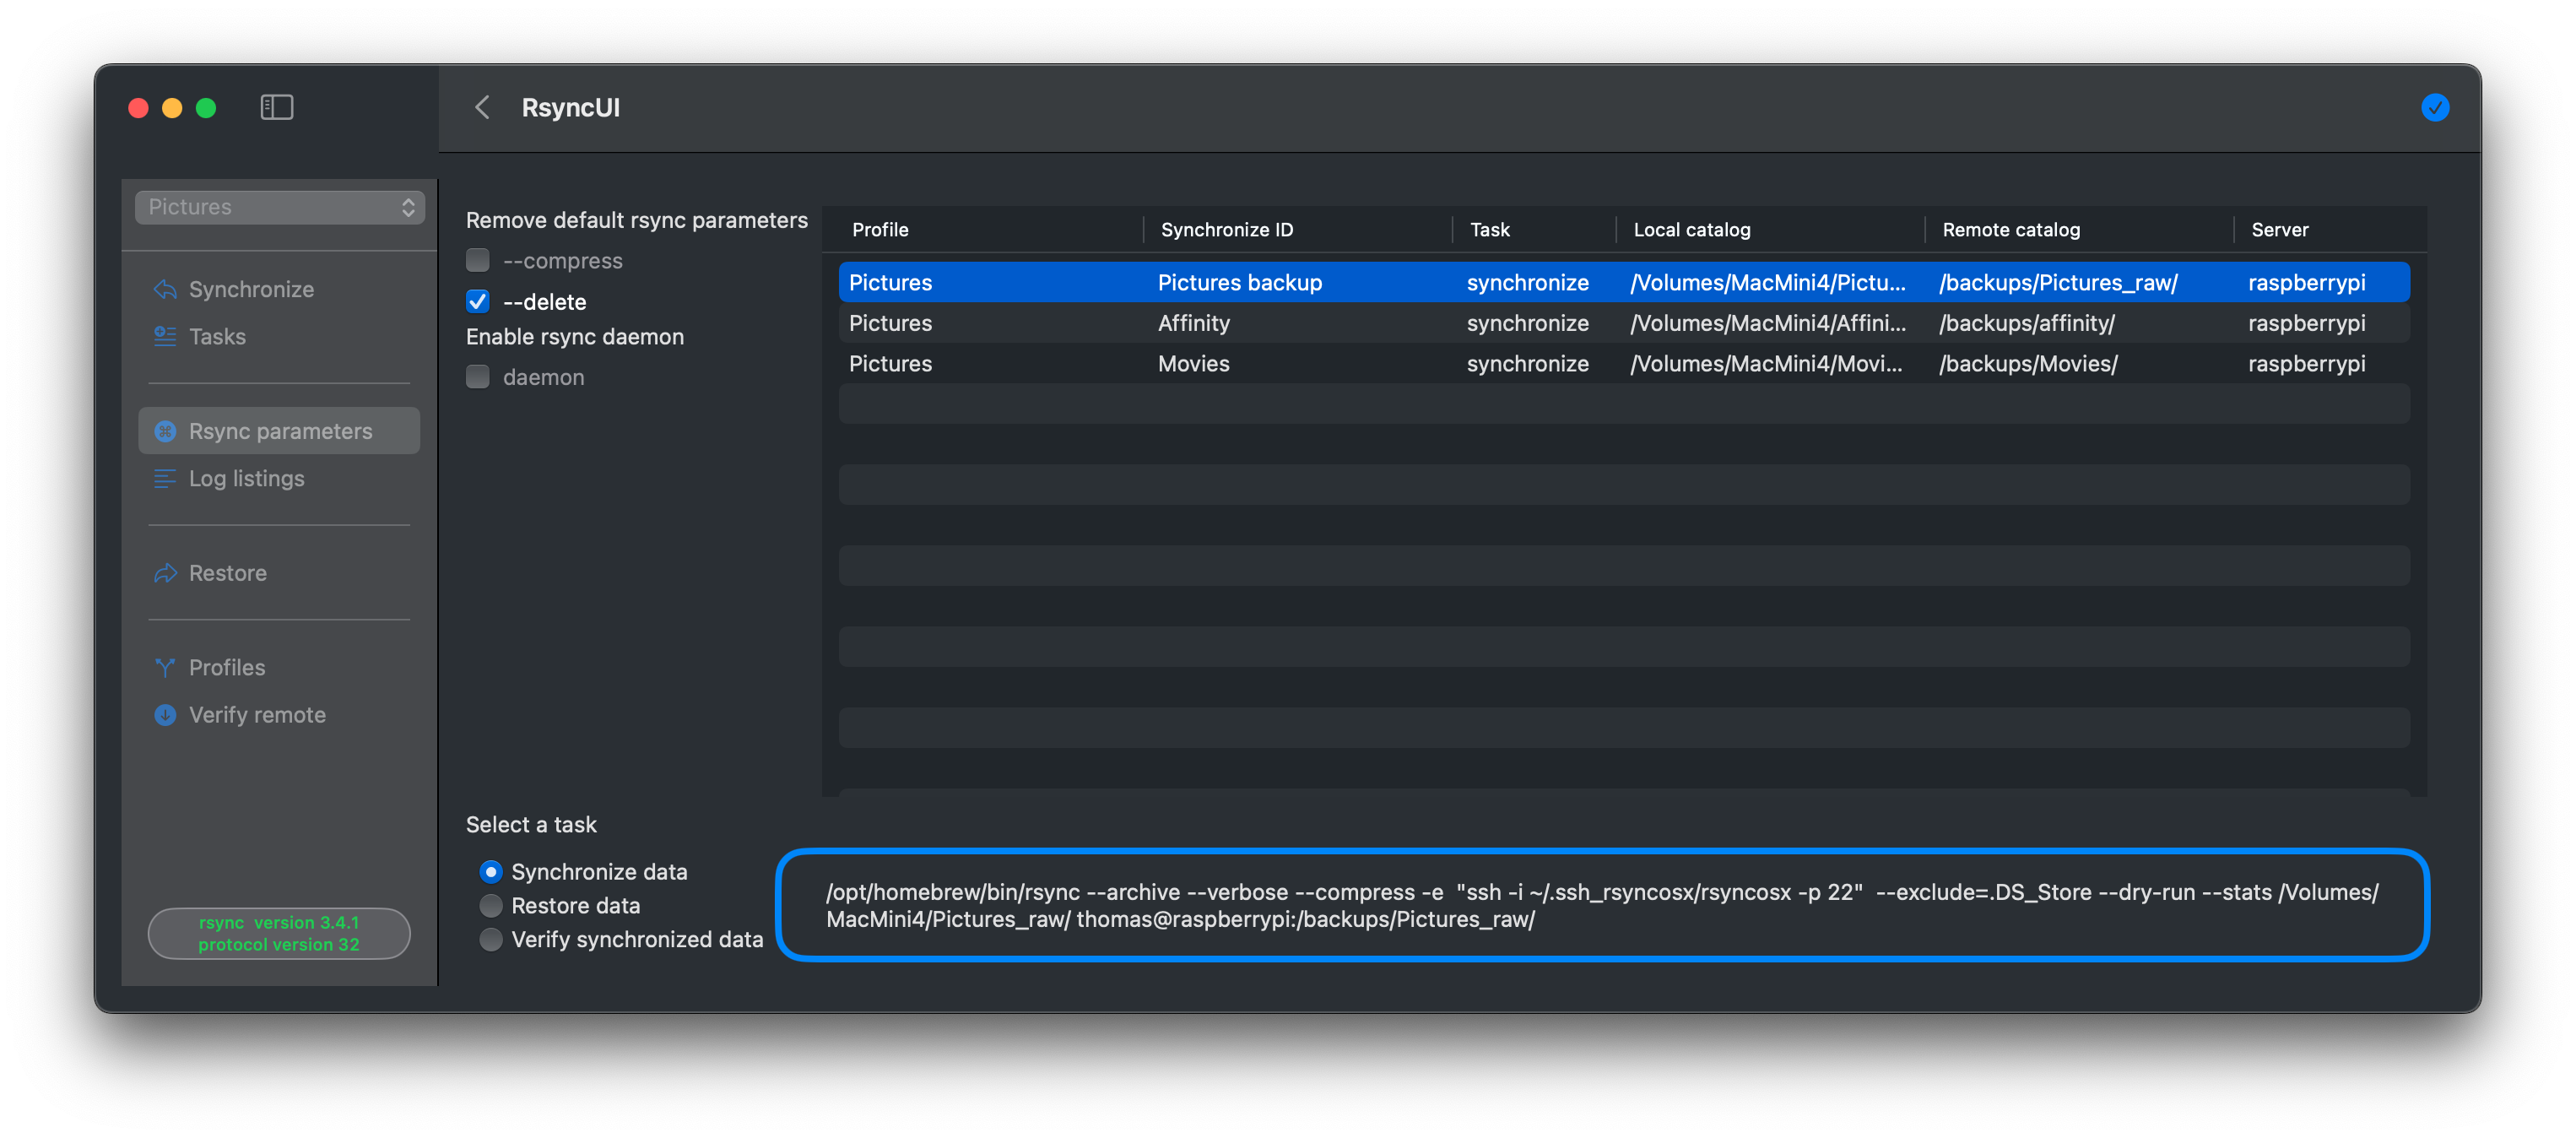 RsyncUI
Pictures
Synchronize
Tasks
Rsync parameters
Log listings
Restore
Profiles
Verify remote
rsync  version 3.4.1
protocol version 32
Remove default rsync parameters
--compress
--delete
Enable rsync daemon
daemon
Profile Synchronize ID Task Local catalog Remote catalog Server
Pictures Pictures backup synchronize /Volumes/MacMini4/Pictu... /backups/Pictures_raw/ raspberrypi
Pictures Affinity synchronize /Volumes/MacMini4/Affini... /backups/affinity/ raspberrypi
Pictures Movies synchronize /Volumes/MacMini4/Movi... /backups/Movies/ raspberrypi
Select a task
Synchronize data
Restore data
Verify synchronized data
/opt/homebrew/bin/rsync --archive --verbose --compress -e  "ssh -i ~/.ssh_rsyncosx/rsyncosx -p 22"  --exclude=.DS_Store --dry-run --stats /Volumes/
MacMini4/Pictures_raw/ thomas@raspberrypi:/backups/Pictures_raw/